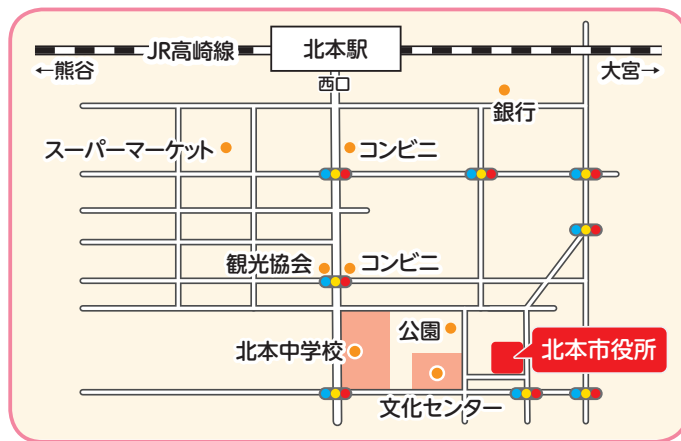 JR高崎線
北本駅
←熊谷
西口
大宮→
銀行
スーパーマーケット
コンビニ
観光協会
コンビニ
公園
北本中学校
北本市役所
文化センター